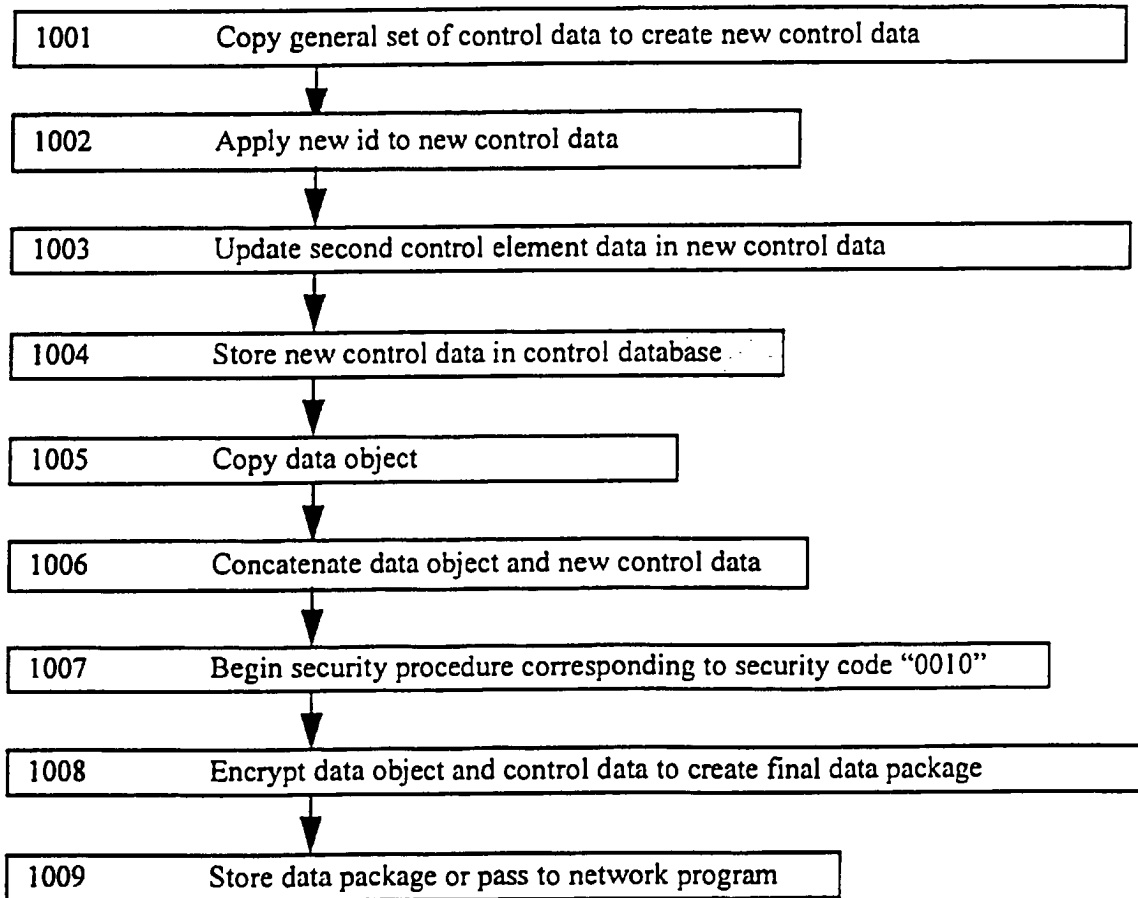 1001 Copy general set of control data to create new control data
1002 Apply new id to new control data
1003 Update second control element data in new control data
1004 Store new control data in control database
1005 Copy data object
1006 Concatenate data object and new control data
1007 Begin security procedure corresponding to security code “0010”
1008 Encrypt data object and control data to create final data package
1009 Store data package or pass to network program